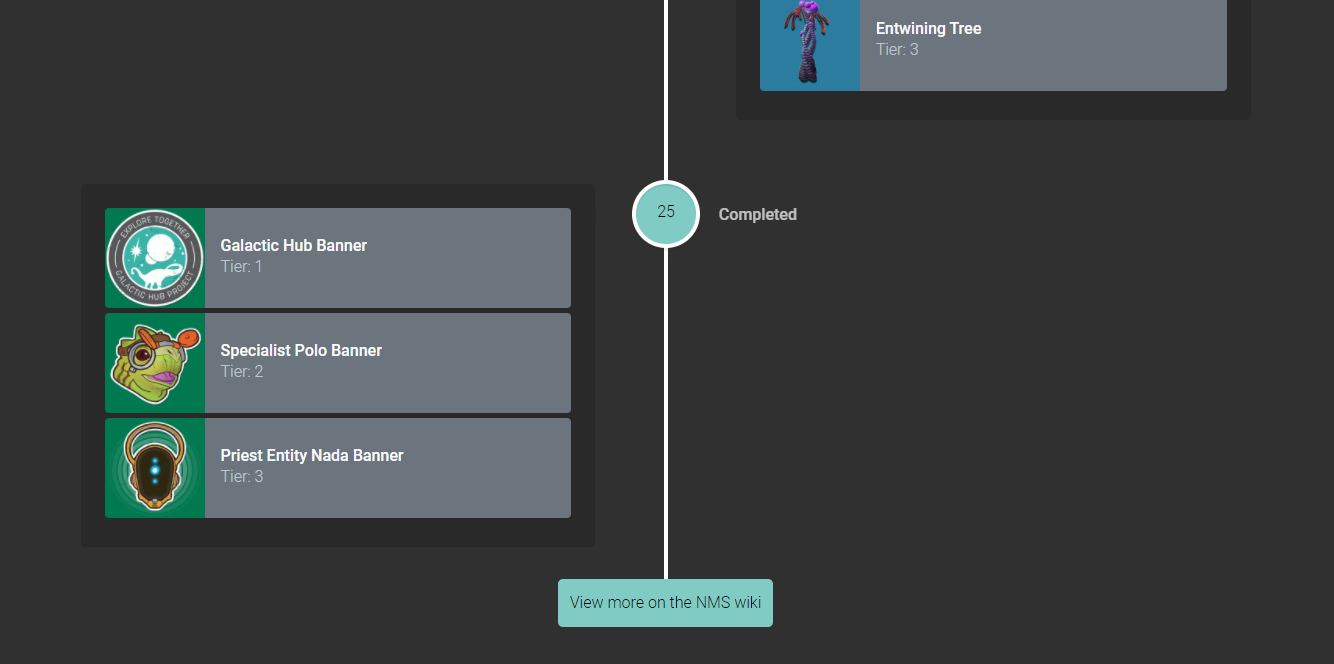 Entwining Tree
Tier: 3
25
Completed
EXPLORE TOGETHER
GALACTIC HUB PROJECT
Galactic Hub Banner
Tier: 1
Specialist Polo Banner
Tier: 2
Priest Entity Nada Banner
Tier: 3
View more on the NMS wiki